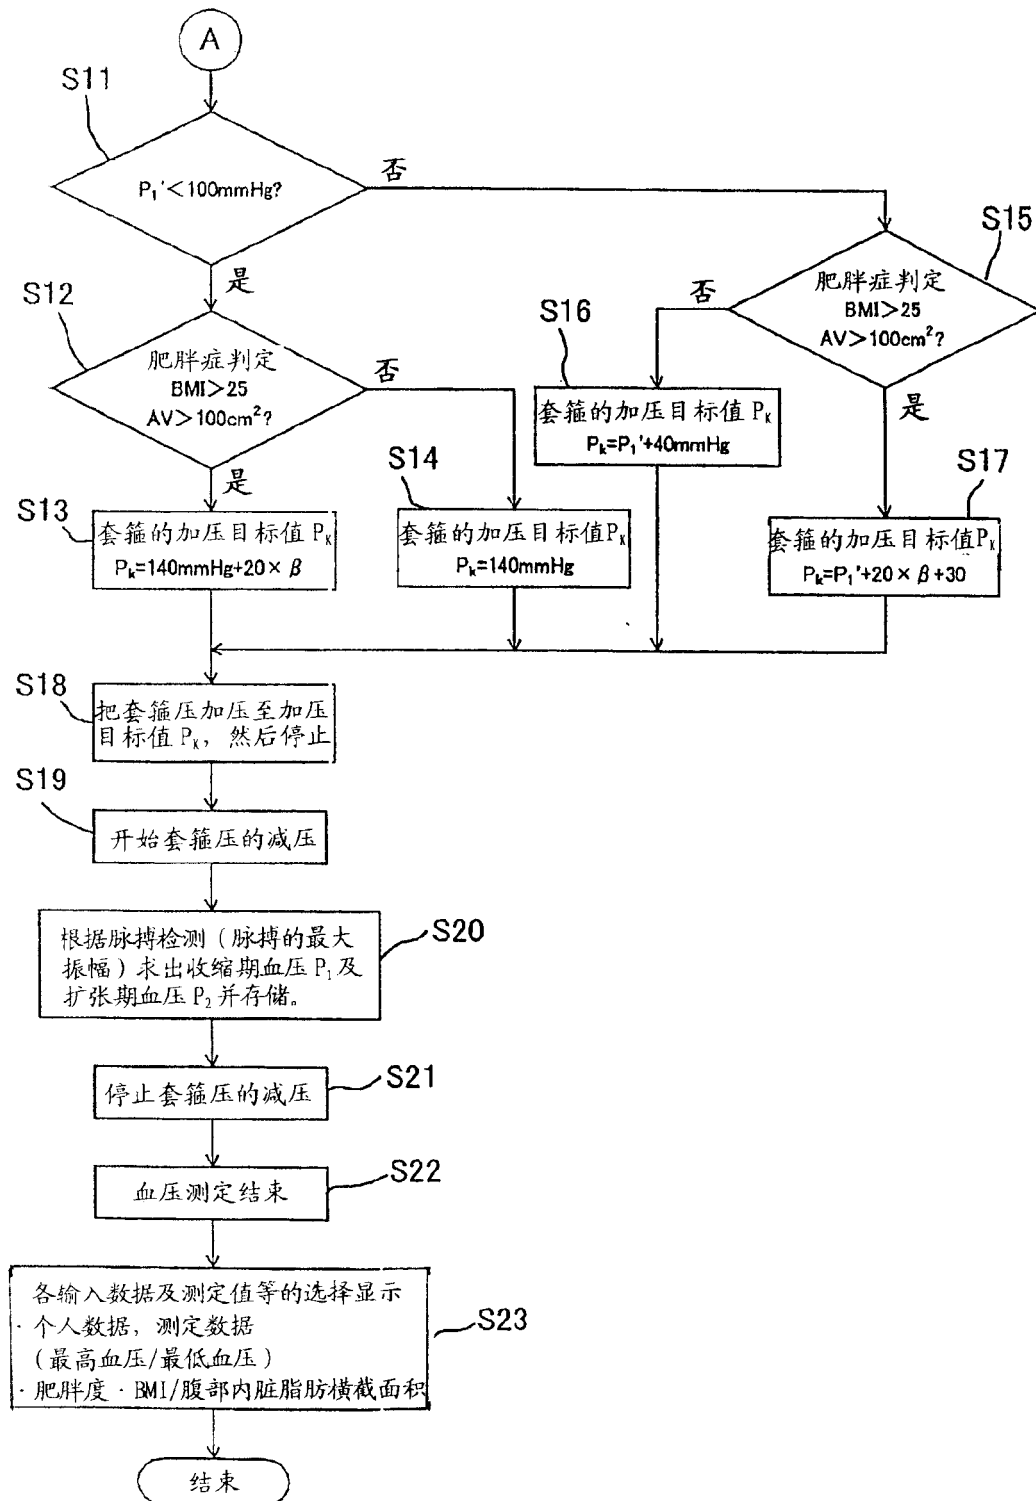 A
S11
P₁'<100mmHg?
否
是
S12
肥胖症判定
BMI>25
AV>100cm²?
否
是
S15
肥胖症判定
BMI>25
AV>100cm²?
否
是
S16
套箍的加压目标值 Pₖ
Pₖ=P₁'+40mmHg
S13
套箍的加压目标值 Pₖ
Pₖ=140mmHg+20×β
S14
套箍的加压目标值 Pₖ
Pₖ=140mmHg
S17
套箍的加压目标值Pₖ
Pₖ=P₁'+20×β+30
S18
把套箍压加压至加压
目标值 Pₖ, 然后停止
S19
开始套箍压的减压
S20
根据脉搏检测(脉搏的最大
振幅)求出收缩期血压 P₁及
扩张期血压 P₂并存储。
S21
停止套箍压的减压
S22
血压测定结束
S23
各输入数据及测定值等的选择显示
·个人数据, 测定数据
(最高血压/最低血压)
·肥胖度·BMI/腹部内脏脂肪横截面积
结束